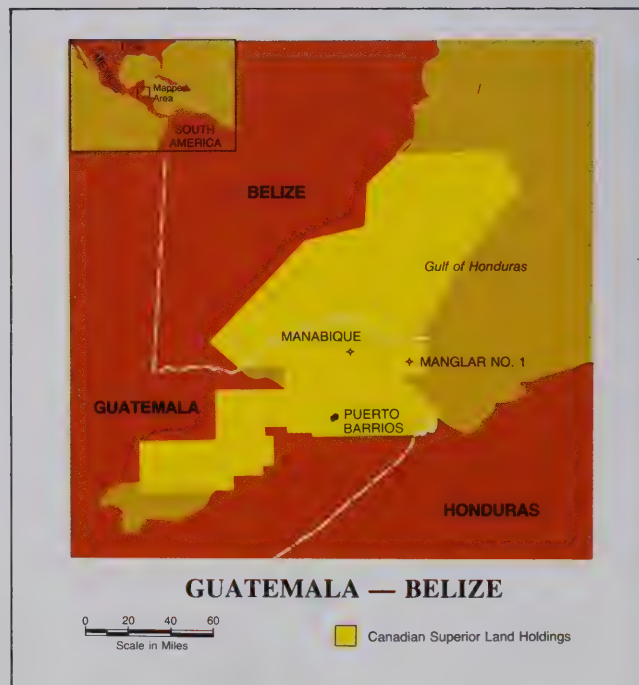 MEXICO
Mapped
Area
SOUTH
AMERICA
BELIZE
Gulf of Honduras
MANABIQUE
MANGLAR NO. 1
GUATEMALA
PUERTO
BARRIOS
HONDURAS
GUATEMALA — BELIZE
0 20 40 60
Scale in Miles
Canadian Superior Land Holdings